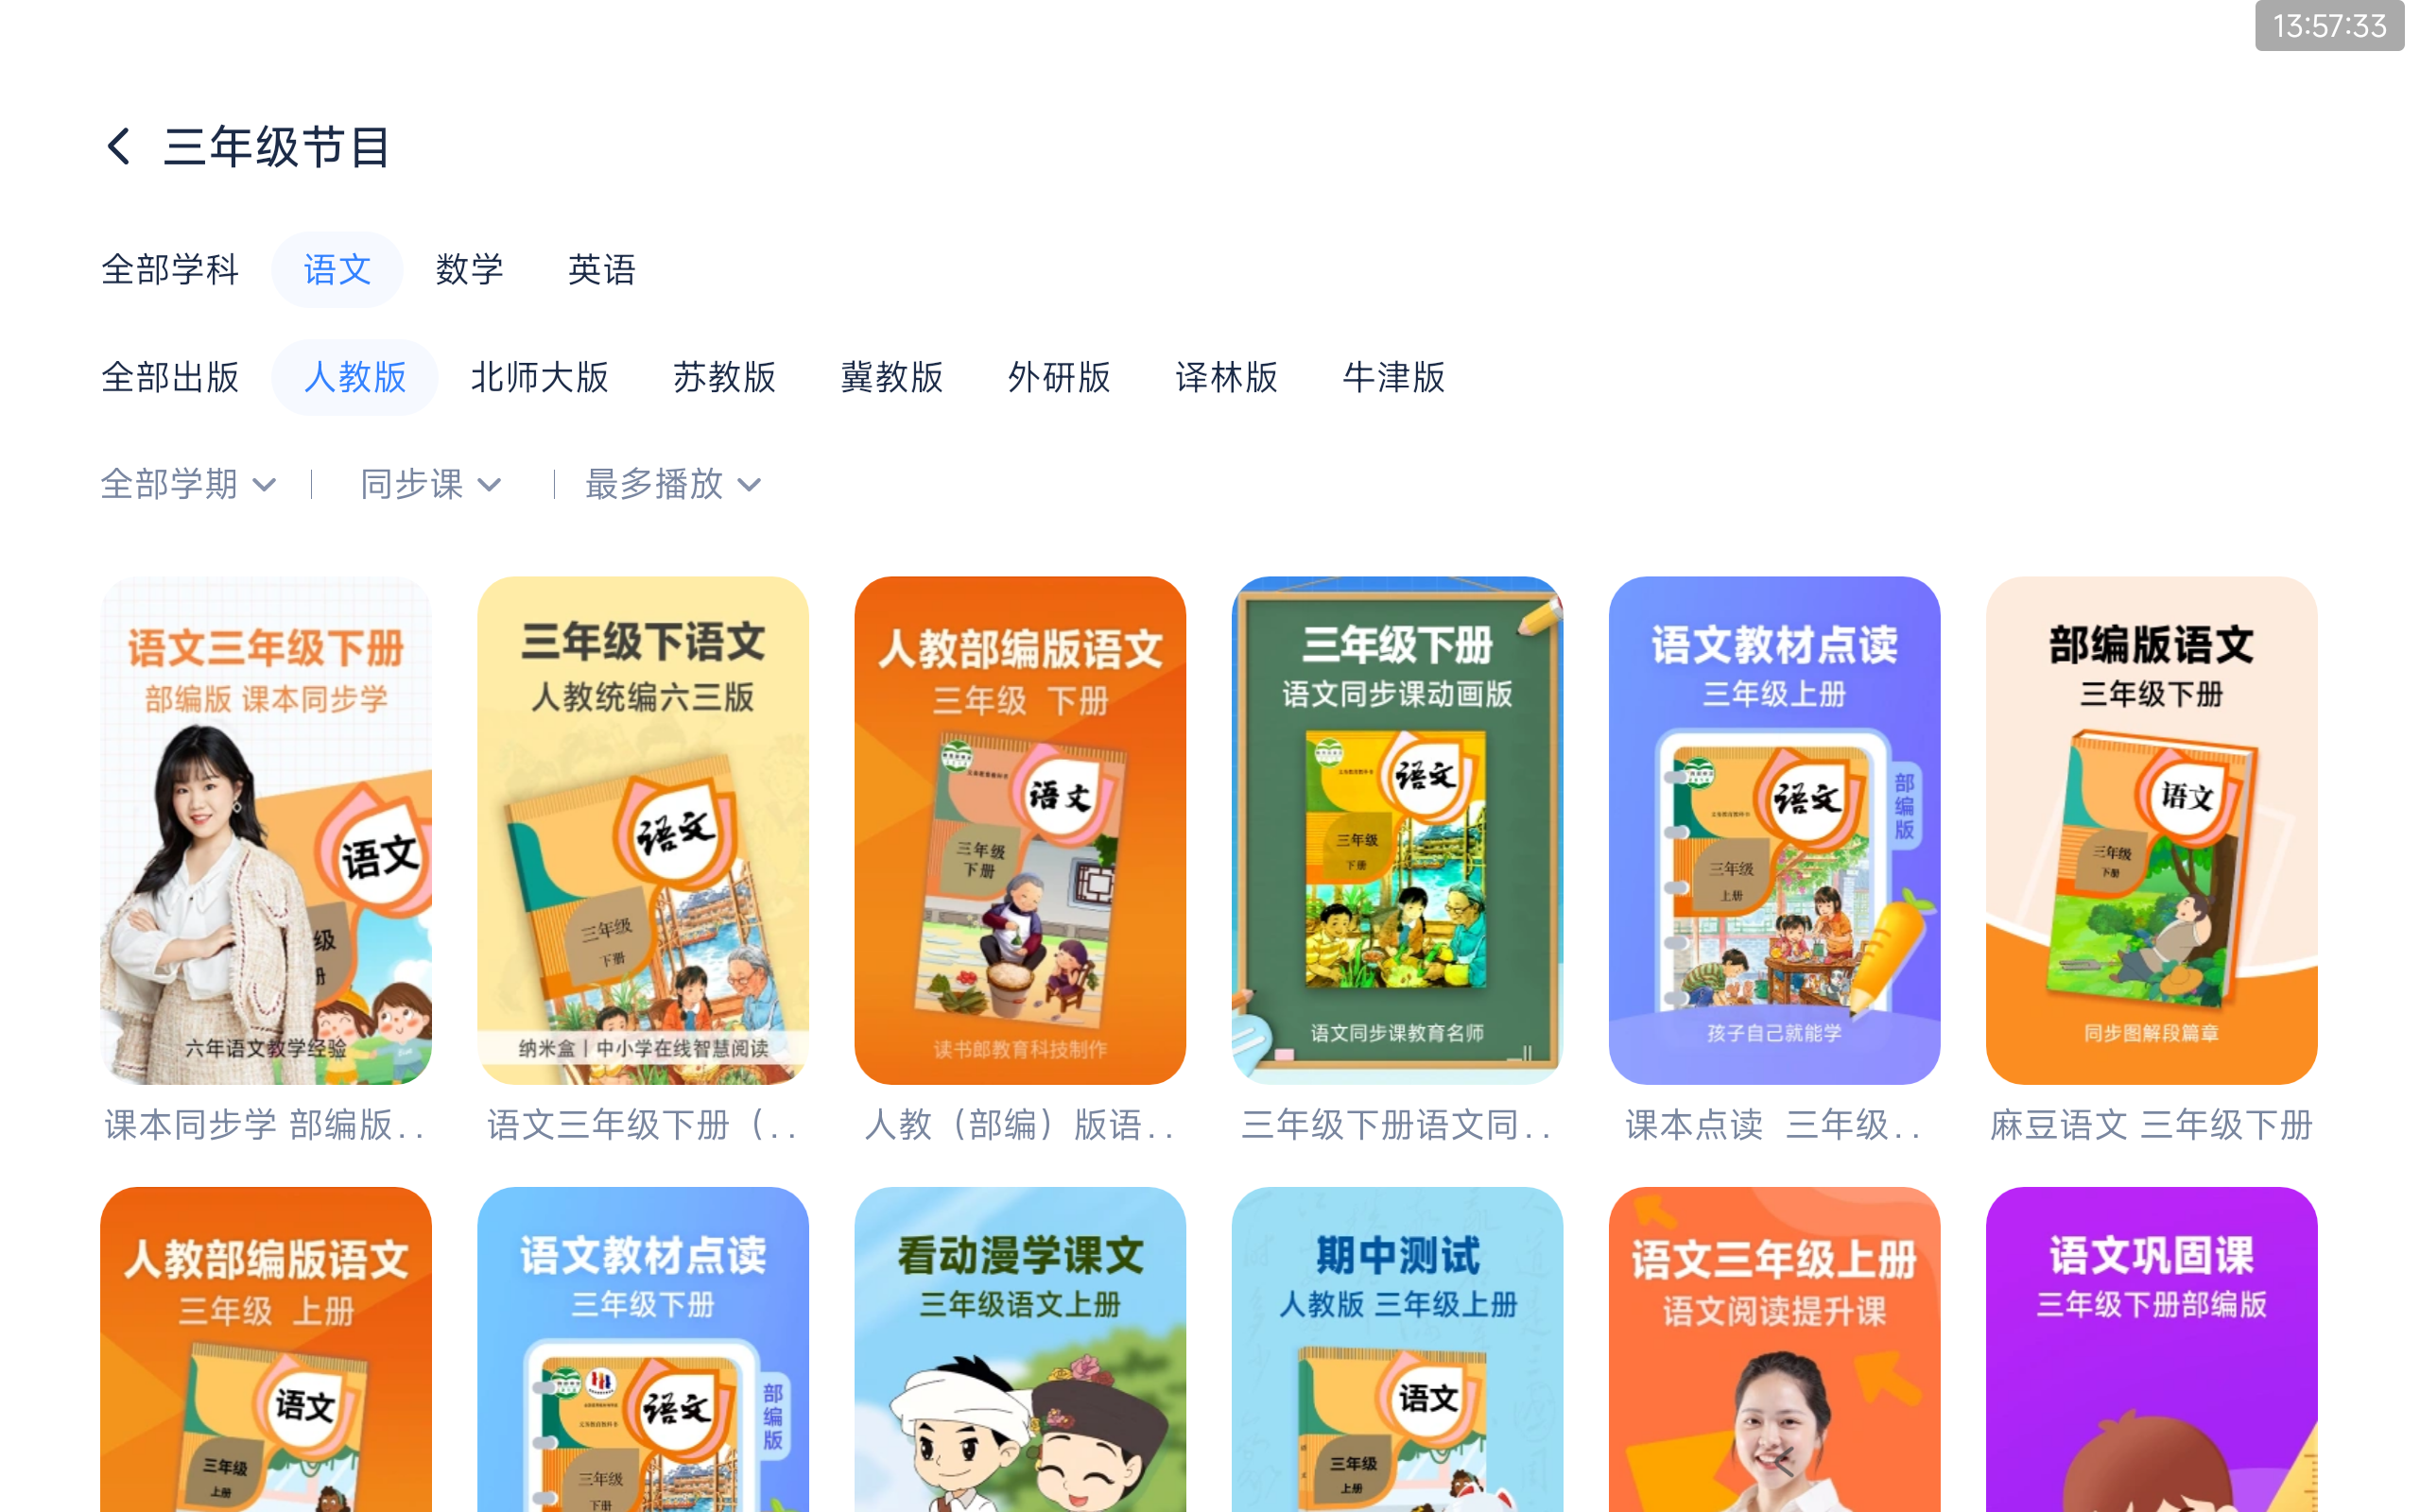 13:57:33
三年级节目
全部学科 语文 数学 英语
全部出版 人教版 北师大版 苏教版 冀教版 外研版 译林版 牛津版
全部学期 同步课 最多播放
语文三年级下册
部编版 课本同步学
语文
级
册
六年语文教学经验
课本同步学 部编版..
三年级下语文
人教统编六三版
语文
三年级
下册
纳米盒 | 中小学在线智慧阅读
语文三年级下册（..
人教部编版语文
三年级 下册
语文
三年级
下册
读书郎教育科技制作
人教（部编）版语..
三年级下册
语文同步课动画版
语文
三年级
下册
语文同步课教育名师
三年级下册语文同..
语文教材点读
三年级上册
部编版
语文
三年级
上册
孩子自己就能学
课本点读 三年级..
部编版语文
三年级下册
语文
三年级
下册
同步图解段篇章
麻豆语文 三年级下册
人教部编版语文
三年级 上册
语文
三年级
上册
语文教材点读
三年级下册
部编版
语文
三年级
下册
看动漫学课文
三年级语文上册
期中测试
人教版 三年级上册
语文
三年级
上册
语文三年级上册
语文阅读提升课
语文巩固课
三年级下册部编版